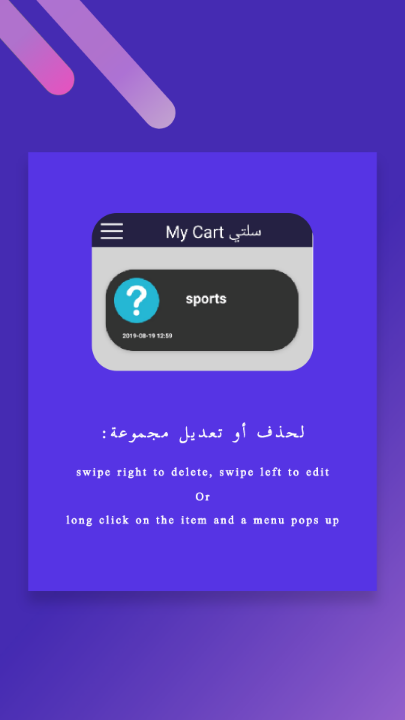 My Cart سلتي
?
sports
2019-08-19 12:59
لحذف أو تعديل مجموعة:
swipe right to delete, swipe left to edit
Or
long click on the item and a menu pops up